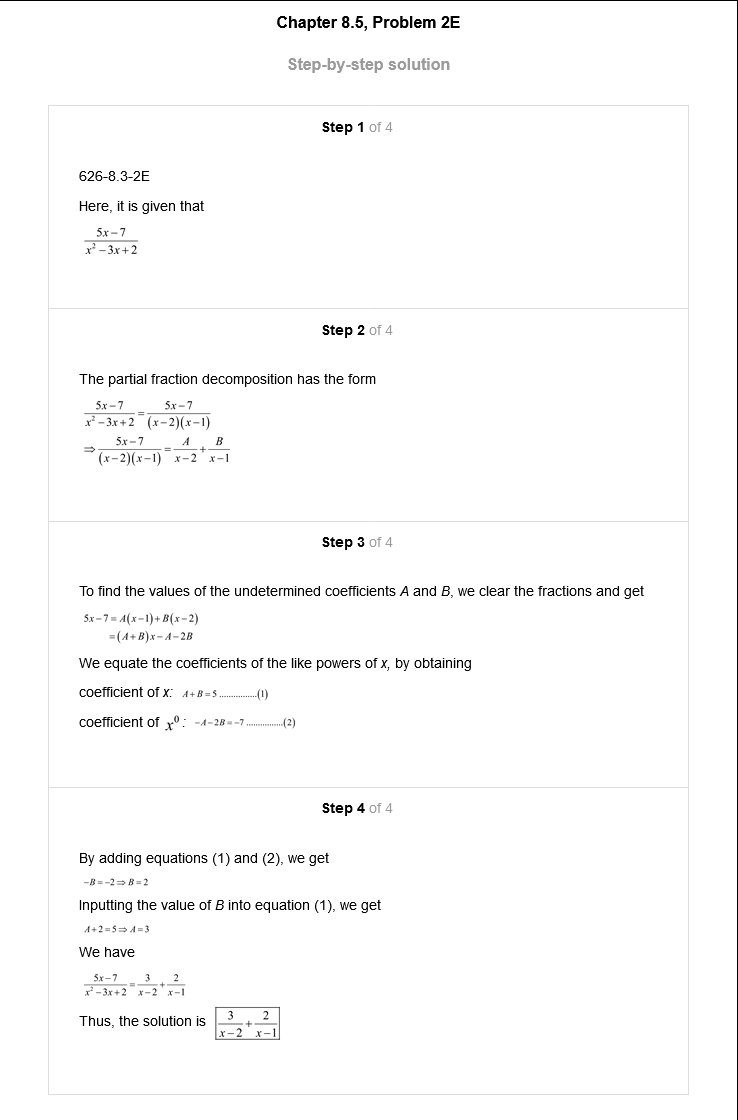 Chapter 8.5, Problem 2E
Step-by-step solution
Step 1 of 4
626-8.3-2E
Here, it is given that
\frac{5x-7}{x^2-3x+2}
Step 2 of 4
The partial fraction decomposition has the form
\frac{5x-7}{x^2-3x+2}=\frac{5x-7}{(x-2)(x-1)}
⇒\frac{5x-7}{(x-2)(x-1)}=\frac{A}{x-2}+\frac{B}{x-1}
Step 3 of 4
To find the values of the undetermined coefficients A and B, we clear the fractions and get
5x-7=A(x-1)+B(x-2)
=(A+B)x-A-2B
We equate the coefficients of the like powers of x, by obtaining
coefficient of x: A+B=5................(1)
coefficient of x^0: -A-2B=-7................(2)
Step 4 of 4
By adding equations (1) and (2), we get
-B=-2⇒B=2
Inputting the value of B into equation (1), we get
A+2=5⇒A=3
We have
\frac{5x-7}{x^2-3x+2}=\frac{3}{x-2}+\frac{2}{x-1}
Thus, the solution is \frac{3}{x-2}+\frac{2}{x-1}